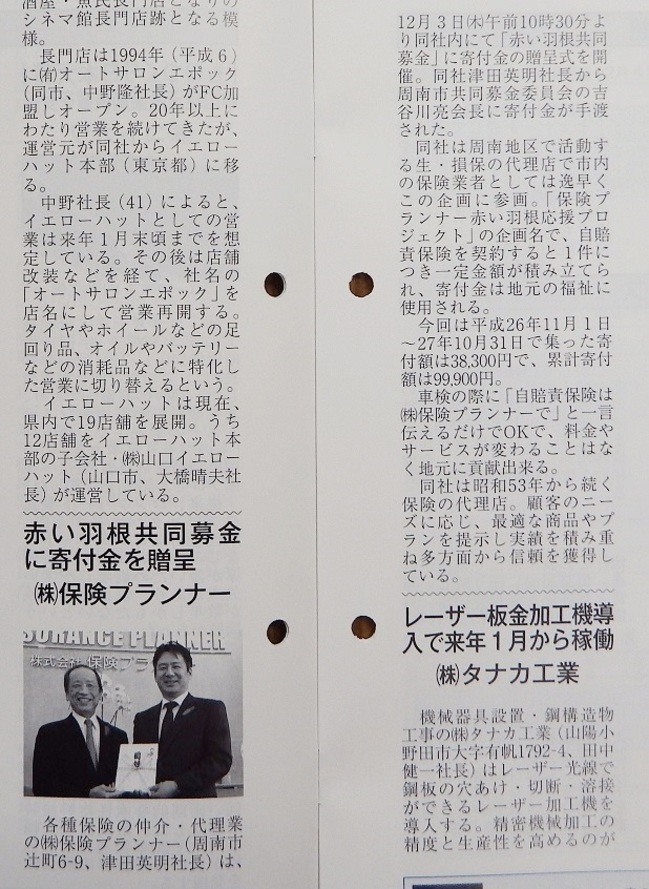 酒屋・魚民長門店となりの
シネマ館長門店跡となる模
様。
　長門店は1994年（平成６）
に㈲オートサロンエポック
（同市、中野隆社長）がFC加
盟しオープン。20年以上に
わたり営業を続けてきたが、
運営元が同社からイエロー
ハット本部（東京都）に移
る。
　中野社長（41）によると、
イエローハットとしての営
業は来年１月末頃までを想
定している。その後は店舗
改装などを経て、社名の
「オートサロンエポック」を
店名にして営業再開する。
タイヤやホイールなどの足
回り品、オイルやバッテリー
などの消耗品などに特化し
た営業に切り替えるという。
　イエローハットは現在、
県内で19店舗を展開。うち
12店舗をイエローハット本
部の子会社・㈱山口イエロー
ハット（山口市、大橋晴夫社
長）が運営している。
赤い羽根共同募金
に寄付金を贈呈
㈱保険プランナー
SURANCE PLANNER
株式会社 保険プラ
　各種保険の仲介・代理業
の㈱保険プランナー（周南市
辻町6-9、津田英明社長）は、
12月３日㈭午前10時30分よ
り同社内にて「赤い羽根共同
募金」に寄付金の贈呈式を開
催。同社津田英明社長から
周南市共同募金委員会の吉
谷川亮会長に寄付金が手渡
された。
　同社は周南地区で活動す
る生・損保の代理店で市内
の保険業者としては逸早く
この企画に参画。「保険プ
ランナー赤い羽根応援プロ
ジェクト」の企画名で、自賠
責保険を契約すると１件に
つき一定金額が積み立てら
れ、寄付金は地元の福祉に
使用される。
　今回は平成26年11月１日
～27年10月31日で集った寄
付額は38,300円で、累計寄付
額は99,900円。
　車検の際に「自賠責保険は
㈱保険プランナーで」と一言
伝えるだけでOKで、料金や
サービスが変わることはな
く地元に貢献出来る。
　同社は昭和53年から続く
保険の代理店。顧客のニー
ズに応じ、最適な商品やプ
ランを提示し実績を積み重
ね多方面から信頼を獲得し
ている。
レーザー板金加工機導
入で来年１月から稼働
㈱タナカ工業
　機械器具設置・鋼構造物
工事の㈱タナカ工業（山陽小
野田市大字有帆1792-4、田中
健一社長）はレーザー光線で
鋼板の穴あけ・切断・溶接
ができるレーザー加工機を
導入する。精密機械加工の
精度と生産性を高めるのが